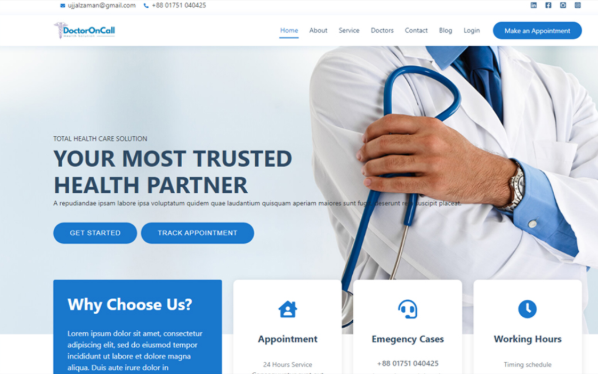 ujjalzaman@gmail.com +88 01751 040425
DoctorOnCall
Home About Service Doctors Contact Blog Login Make an Appointment
TOTAL HEALTH CARE SOLUTION
YOUR MOST TRUSTED
HEALTH PARTNER
A repudiandae ipsam labore ipsa voluptatum quidem quae laudantium quisquam aperiam maiores sunt fugit, deserunt rem suscipit placeat.
GET STARTED TRACK APPOINTMENT
Why Choose Us?
Lorem ipsum dolor sit amet, consectetur
adipiscing elit, sed do eiusmod tempor
incididunt ut labore et dolore magna
aliqua. Duis aute irure dolor in
Appointment
24 Hours Service
Emegency Cases
+88 01751 040425
Working Hours
Timing schedule